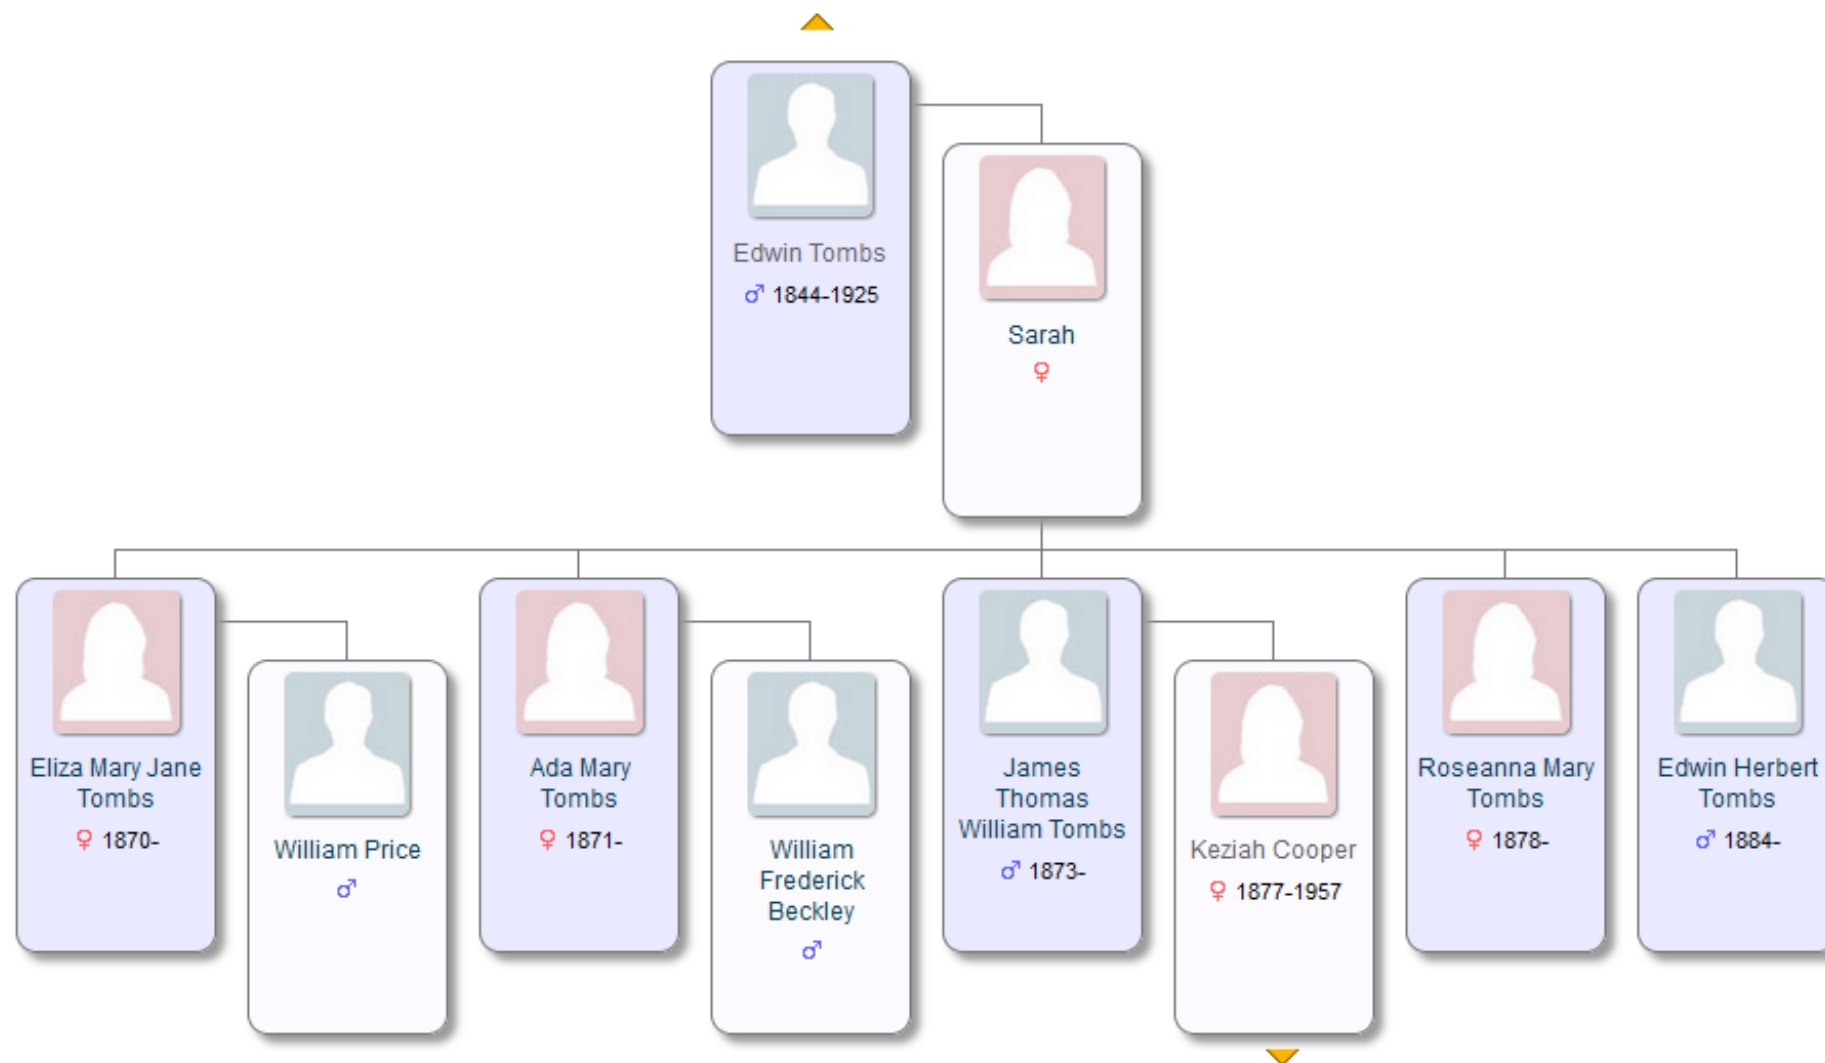 Edwin Tombs
♂ 1844-1925
Sarah
♀
Eliza Mary Jane
Tombs
♀ 1870-
William Price
♂
Ada Mary
Tombs
♀ 1871-
William
Frederick
Beckley
♂
James
Thomas
William Tombs
♂ 1873-
Keziah Cooper
♀ 1877-1957
Roseanna Mary
Tombs
♀ 1878-
Edwin Herbert
Tombs
♂ 1884-